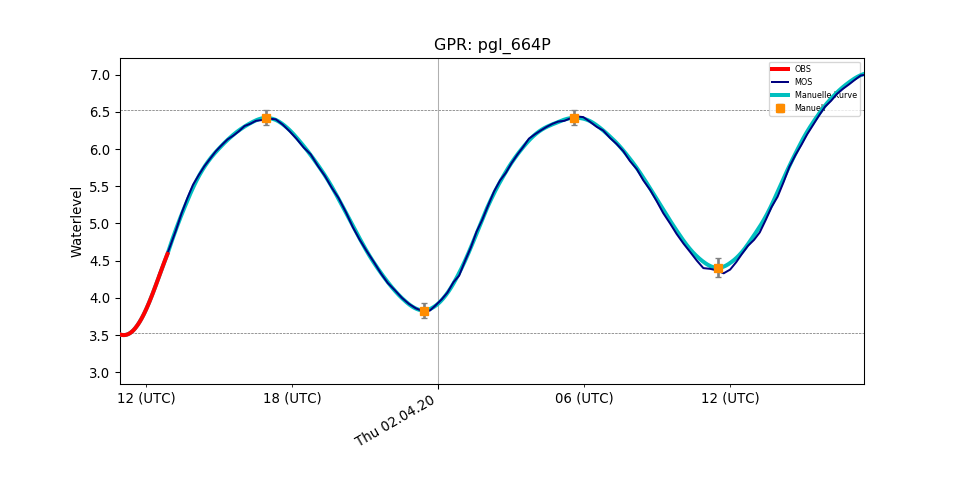 GPR: pgl_664P
Waterlevel
7.0
6.5
6.0
5.5
5.0
4.5
4.0
3.5
3.0
OBS
MOS
Manuelle Kurve
12 (UTC)
18 (UTC)
Thu 02.04.20
06 (UTC)
12 (UTC)